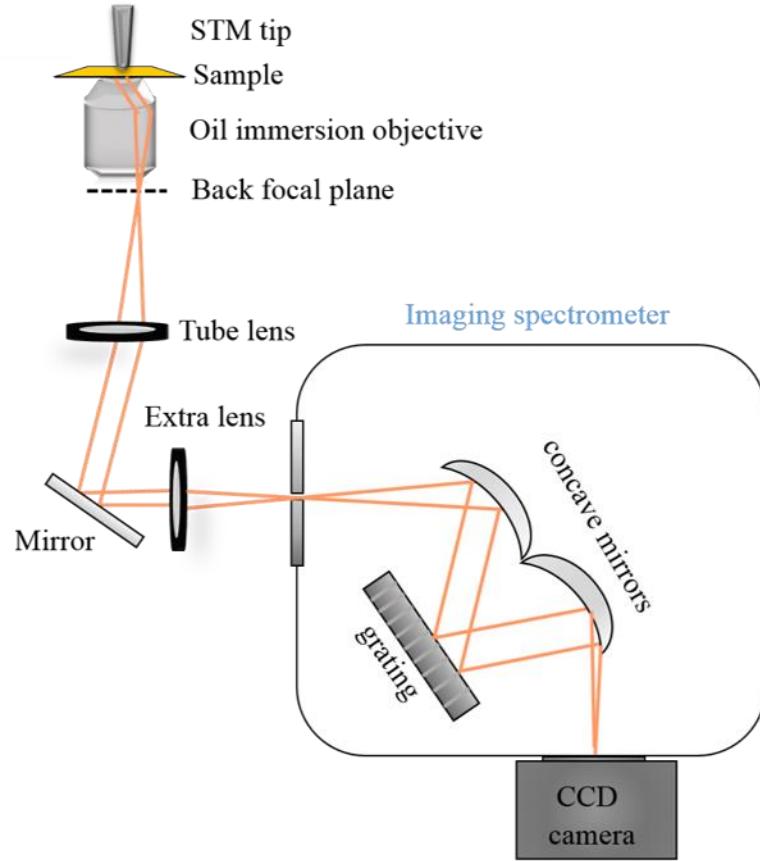 STM tip
Sample
Oil immersion objective
Back focal plane
Tube lens
Imaging spectrometer
Extra lens
concave mirrors
Mirror
grating
CCD
camera